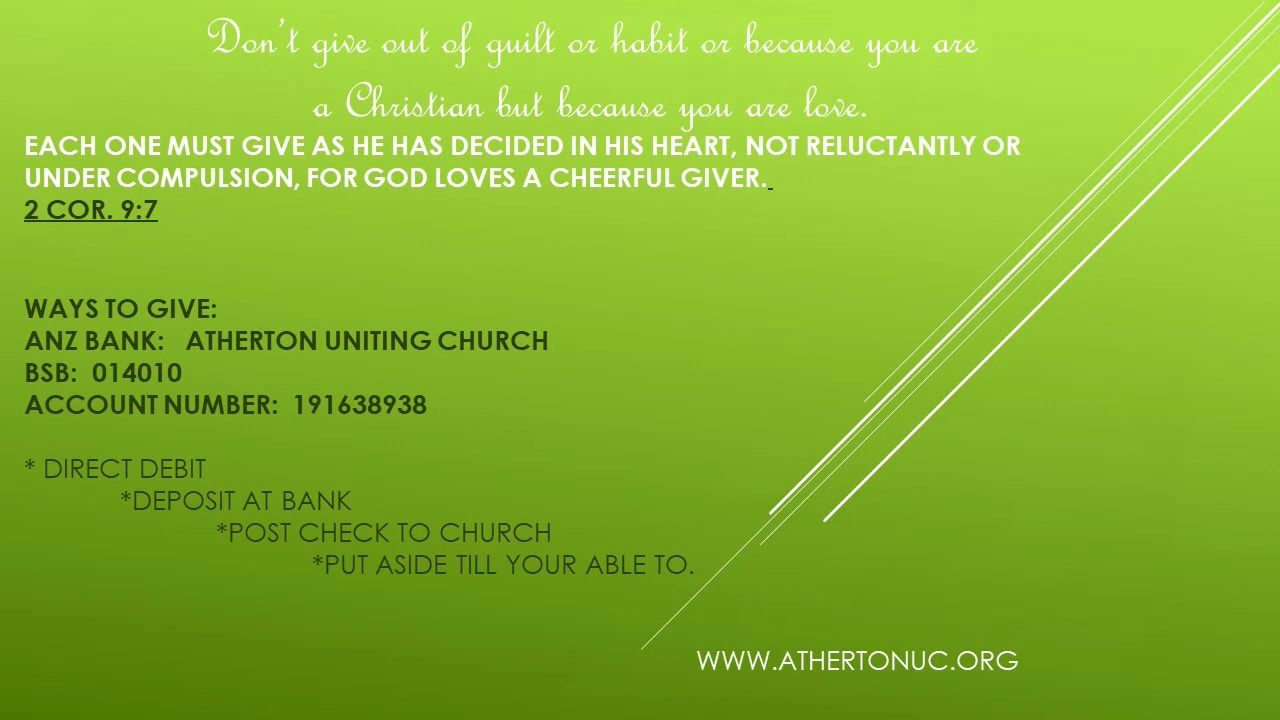 Don't give out of guilt or habit or because you are
a Christian but because you are love.
EACH ONE MUST GIVE AS HE HAS DECIDED IN HIS HEART, NOT RELUCTANTLY OR
UNDER COMPULSION, FOR GOD LOVES A CHEERFUL GIVER.
2 COR. 9:7
WAYS TO GIVE:
ANZ BANK: ATHERTON UNITING CHURCH
BSB: 014010
ACCOUNT NUMBER: 191638938
* DIRECT DEBIT
*DEPOSIT AT BANK
*POST CHECK TO CHURCH
*PUT ASIDE TILL YOUR ABLE TO.
WWW.ATHERTONUC.ORG